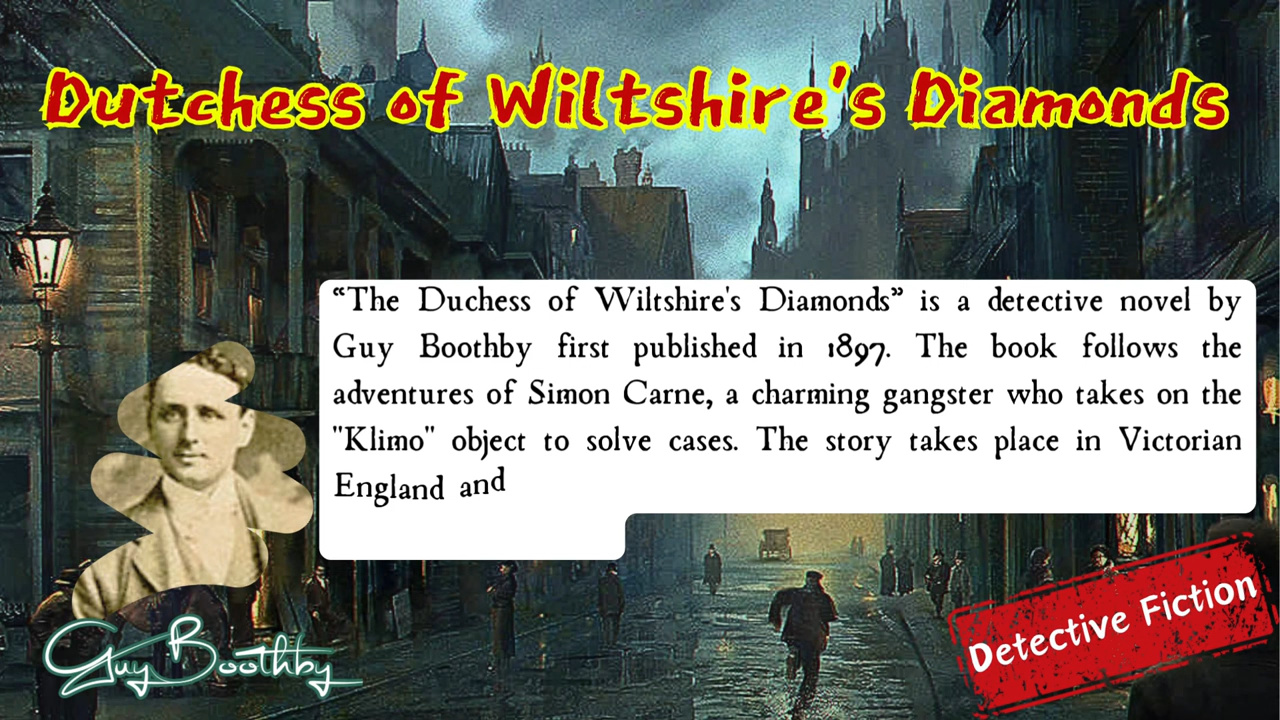 Dutchess of Wiltshire's Diamonds
“The Duchess of Wiltshire's Diamonds” is a detective novel by
Guy Boothby first published in 1897. The book follows the
adventures of Simon Carne, a charming gangster who takes on the
"Klimo" object to solve cases. The story takes place in Victorian
England and
Guy Boothby
Detective Fiction